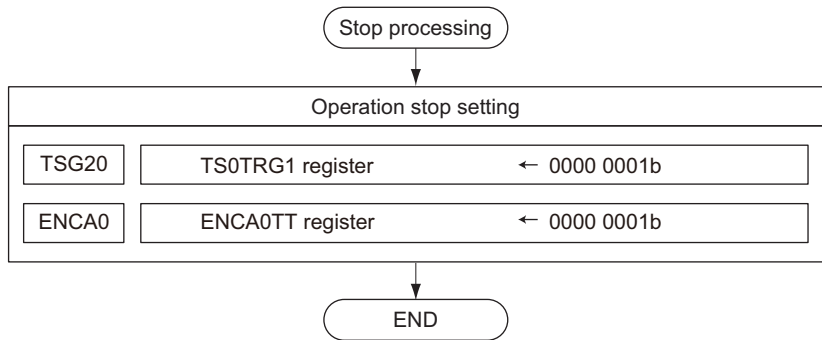 Stop processing
Operation stop setting
TSG20 TS0TRG1 register ← 0000 0001b
ENCA0 ENCA0TT register ← 0000 0001b
END